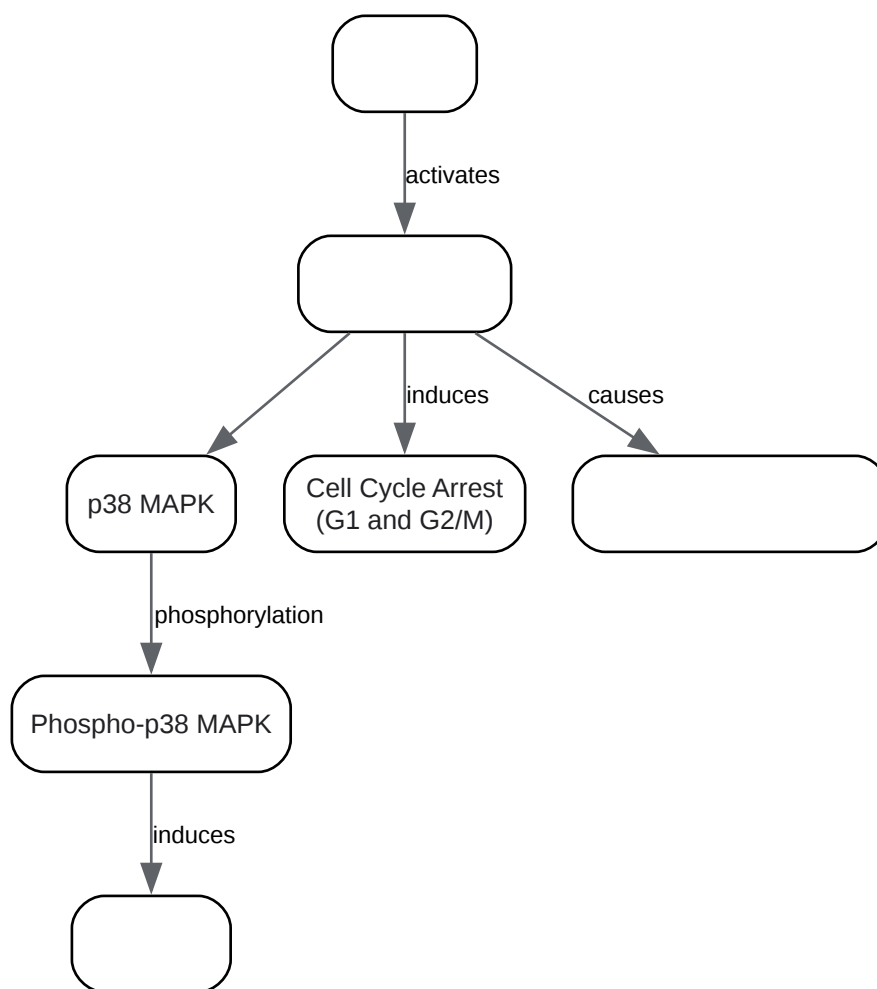 activates
induces
causes
p38 MAPK
Cell Cycle Arrest
(G1 and G2/M)
phosphorylation
Phospho-p38 MAPK
induces